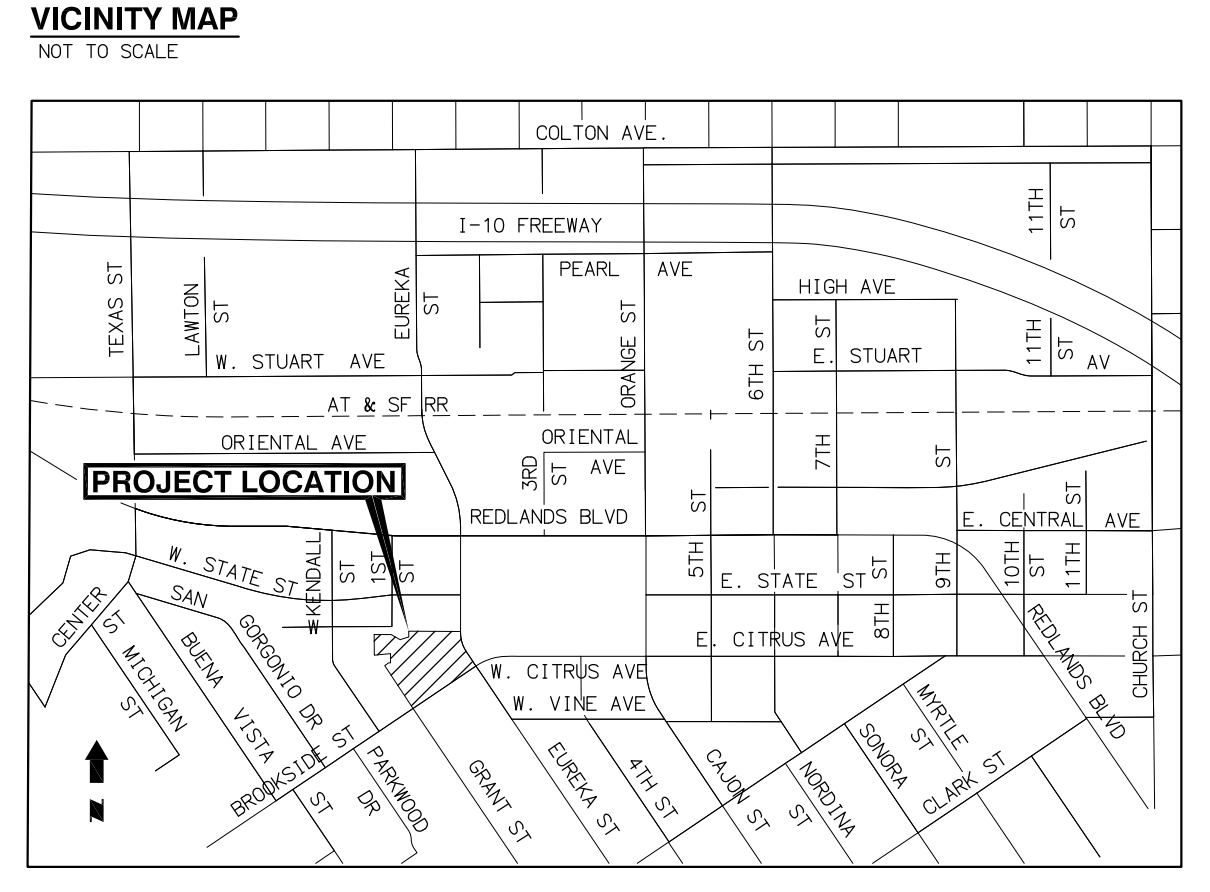 VICINITY MAP
NOT TO SCALE
COLTON AVE.
I-10 FREEWAY
11TH
ST
PEARL AVE
HIGH AVE
TEXAS ST
LAWTON
ST
EUREKA
ST
ORANGE ST
6TH ST
ST
E. STUART AV
11TH
ST
W. STUART AVE
AT & SF RR
ORIENTAL AVE
ORIENTAL
AVE
3RD
ST
7TH
ST
PROJECT LOCATION
REDLANDS BLVD
ST
ST
E. CENTRAL AVE
W. STATE ST
KENDALL
W
ST
1ST
ST
5TH
E. STATE ST
ST
8TH
9TH
10TH
ST
11TH
CENTER
ST
SAN
GORGONIO DR
E. CITRUS AVE
REDLANDS BLVD
CHURCH ST
MICHIGAN
ST
BUENA
VISTA
ST
W. CITRUS AVE
W. VINE AVE
BROOKSIDE ST
PARKWOOD
DR
GRANT ST
EUREKA ST
4TH ST
CAJON ST
NORDINA
ST
SONORA
MYRTLE
ST
CLARK ST
N